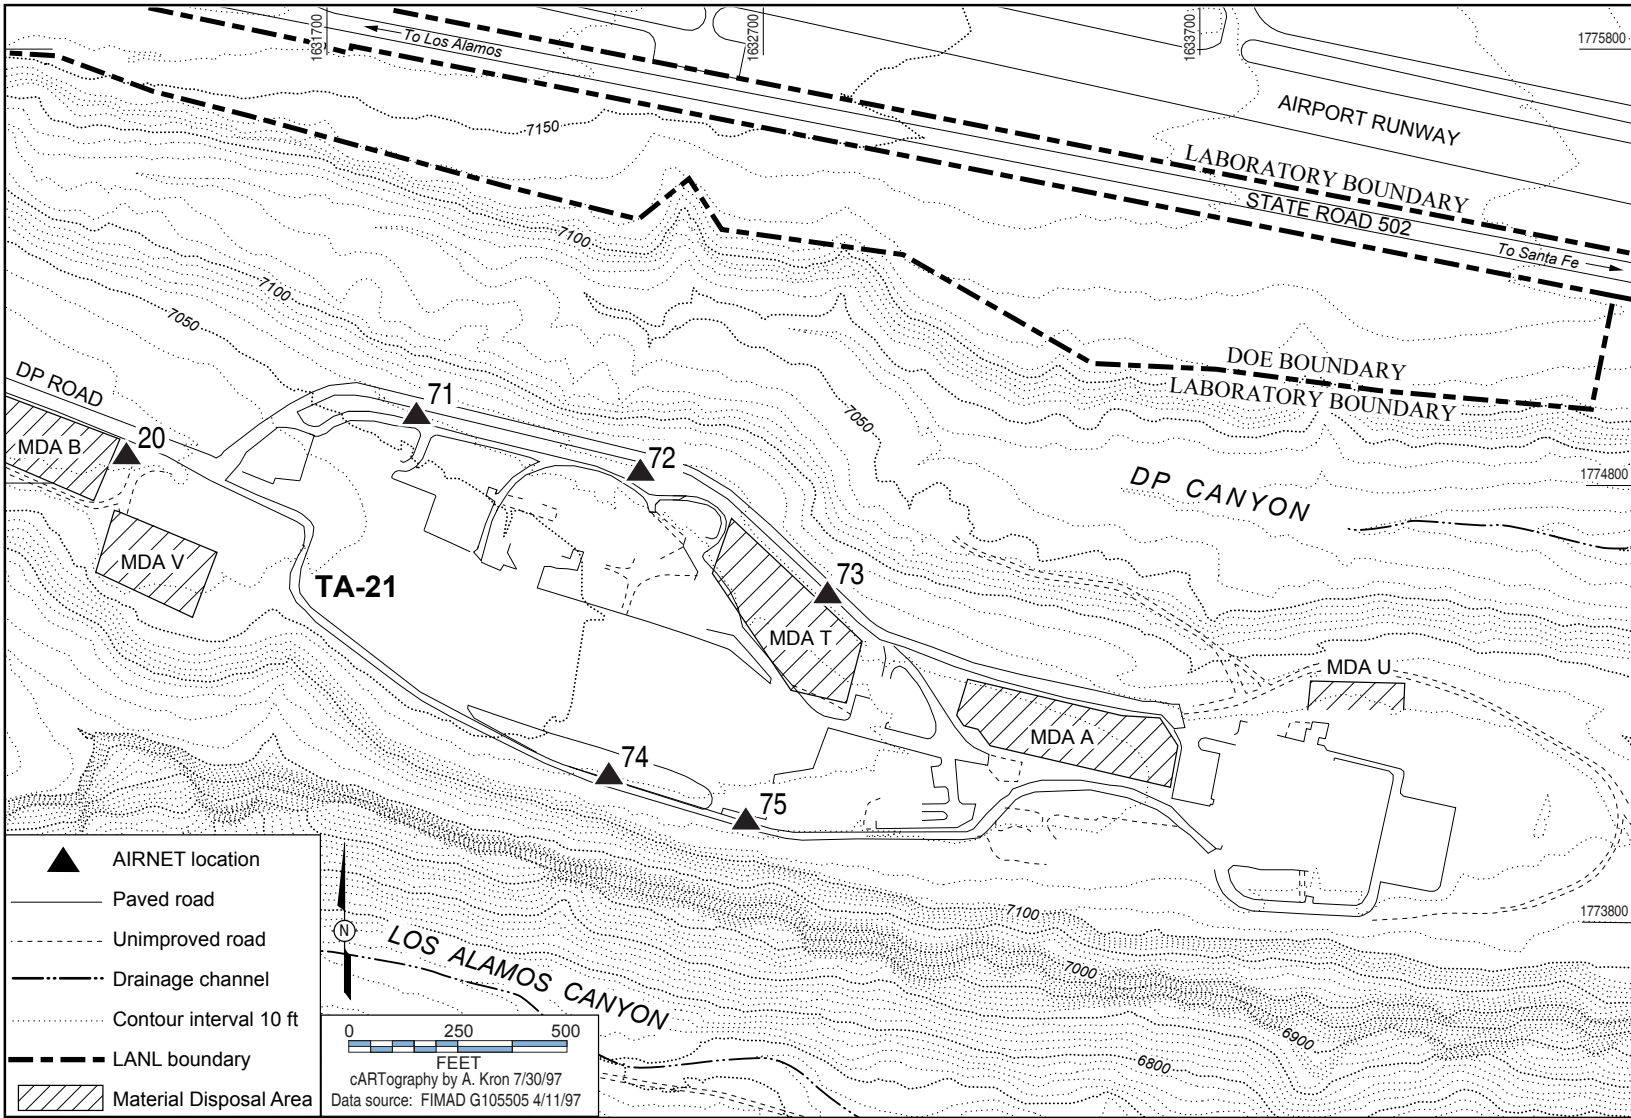 1631700
1632700
1633700
1775800
To Los Alamos
AIRPORT RUNWAY
7150
LABORATORY BOUNDARY
STATE ROAD 502
To Santa Fe
7100
7100
7050
DOE BOUNDARY
LABORATORY BOUNDARY
DP ROAD
71
7050
MDA B
20
72
DP CANYON
1774800
MDA V
TA-21
73
MDA T
MDA U
MDA A
74
75
7100
1773800
7000
6900
6800
LOS ALAMOS CANYON
AIRNET location
Paved road
Unimproved road
Drainage channel
Contour interval 10 ft
LANL boundary
Material Disposal Area
N
0 250 500
FEET
cARTography by A. Kron 7/30/97
Data source: FIMAD G105505 4/11/97